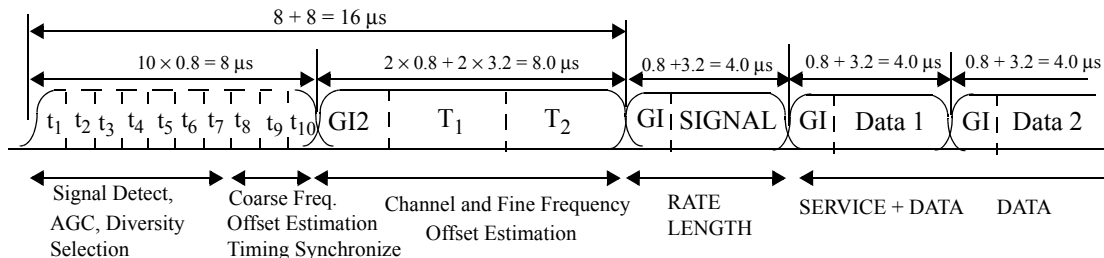 8 + 8 = 16 µs
10 × 0.8 = 8 µs
2 × 0.8 + 2 × 3.2 = 8.0 µs
0.8 +3.2 = 4.0 µs
0.8 + 3.2 = 4.0 µs
0.8 + 3.2 = 4.0 µs
t1 t2 t3 t4 t5 t6 t7 t8 t9 t10 GI2 T1 T2 GI SIGNAL GI Data 1 GI Data 2
Signal Detect,
AGC, Diversity
Selection
Coarse Freq.
Offset Estimation
Timing Synchronize
Channel and Fine Frequency
Offset Estimation
RATE
LENGTH
SERVICE + DATA
DATA